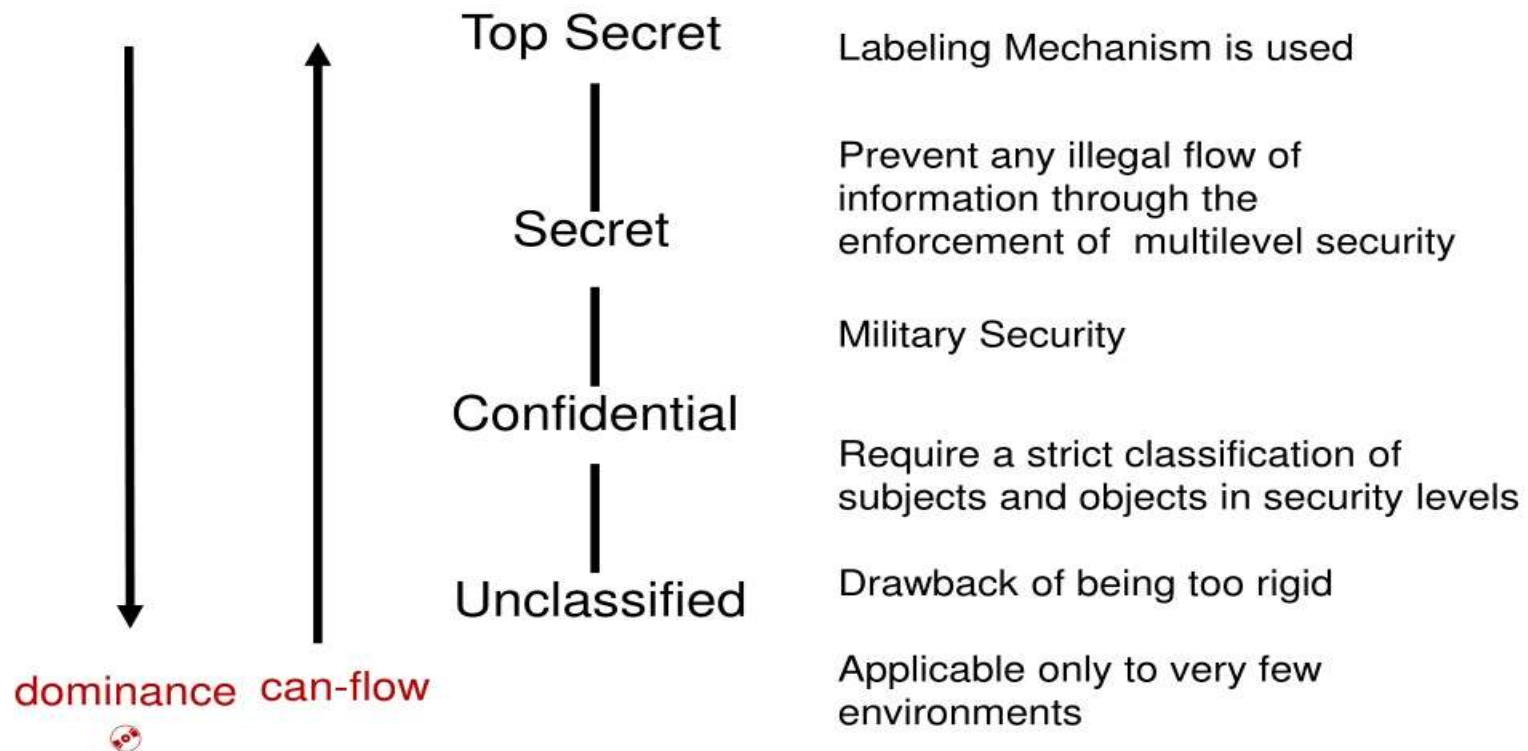 Top Secret
Secret
Confidential
Unclassified
dominance
can-flow
Labeling Mechanism is used
Prevent any illegal flow of
information through the
enforcement of multilevel security
Military Security
Require a strict classification of
subjects and objects in security levels
Drawback of being too rigid
Applicable only to very few
environments